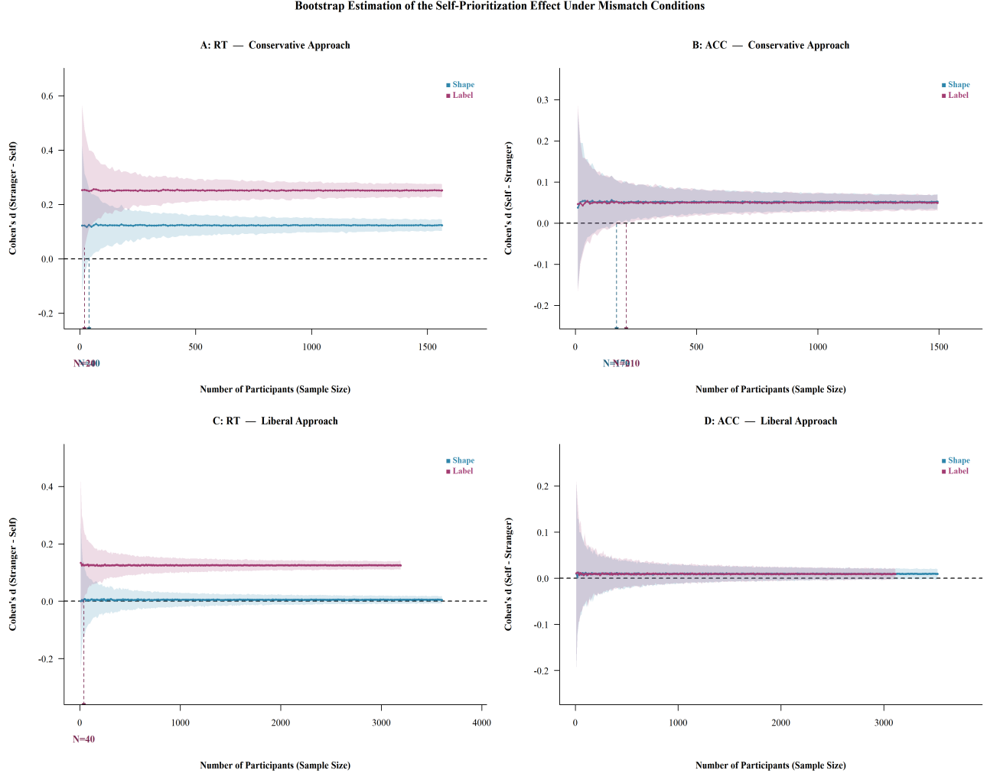 Bootstrap Estimation of the Self-Prioritization Effect Under Mismatch Conditions
A: RT — Conservative Approach
Cohen's d (Stranger - Self)
0.6
0.4
0.2
0.0
-0.2
Shape
Label
0
500
1000
1500
N=20
N=40
Number of Participants (Sample Size)
B: ACC — Conservative Approach
Cohen's d (Self - Stranger)
0.3
0.2
0.1
0.0
-0.1
-0.2
Shape
Label
0
500
1000
1500
N=170
N=210
Number of Participants (Sample Size)
C: RT — Liberal Approach
Cohen's d (Stranger - Self)
0.4
0.2
0.0
-0.2
Shape
Label
0
1000
2000
3000
4000
N=40
Number of Participants (Sample Size)
D: ACC — Liberal Approach
Cohen's d (Self - Stranger)
0.2
0.1
0.0
-0.1
-0.2
Shape
Label
0
1000
2000
3000
Number of Participants (Sample Size)